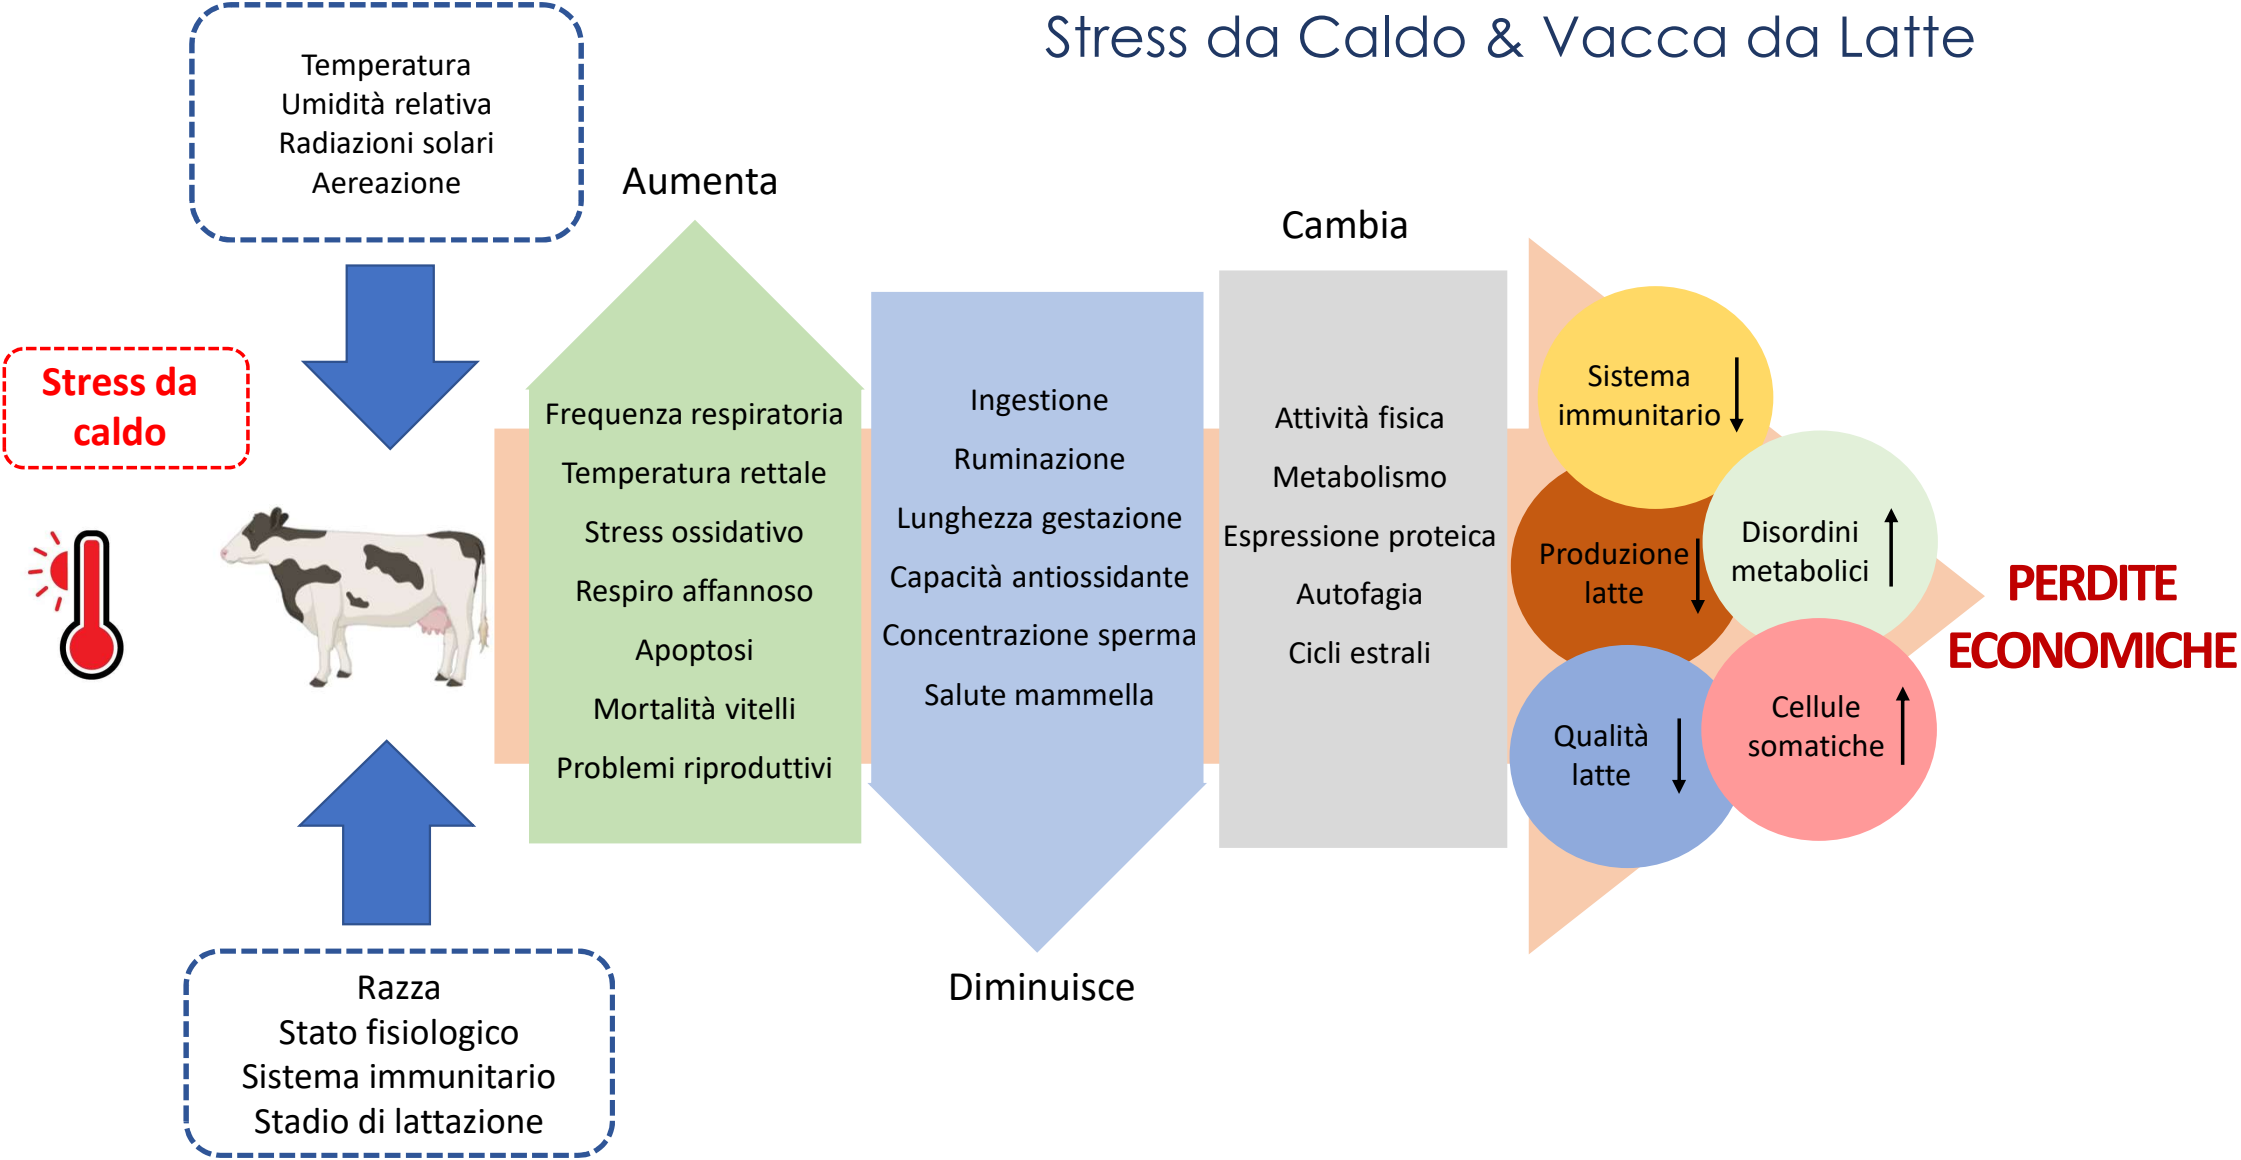 Stress da Caldo & Vacca da Latte
Temperatura
Umidità relativa
Radiazioni solari
Aereazione
Stress da
caldo
Razza
Stato fisiologico
Sistema immunitario
Stadio di lattazione
Aumenta
Frequenza respiratoria
Temperatura rettale
Stress ossidativo
Respiro affannoso
Apoptosi
Mortalità vitelli
Problemi riproduttivi
Ingestione
Ruminazione
Lunghezza gestazione
Capacità antiossidante
Concentrazione sperma
Salute mammella
Diminuisce
Cambia
Attività fisica
Metabolismo
Espressione proteica
Autofagia
Cicli estrali
Sistema
immunitario
Disordini
metabolici
Produzione
latte
Cellule
somatiche
Qualità
latte
PERDITE
ECONOMICHE